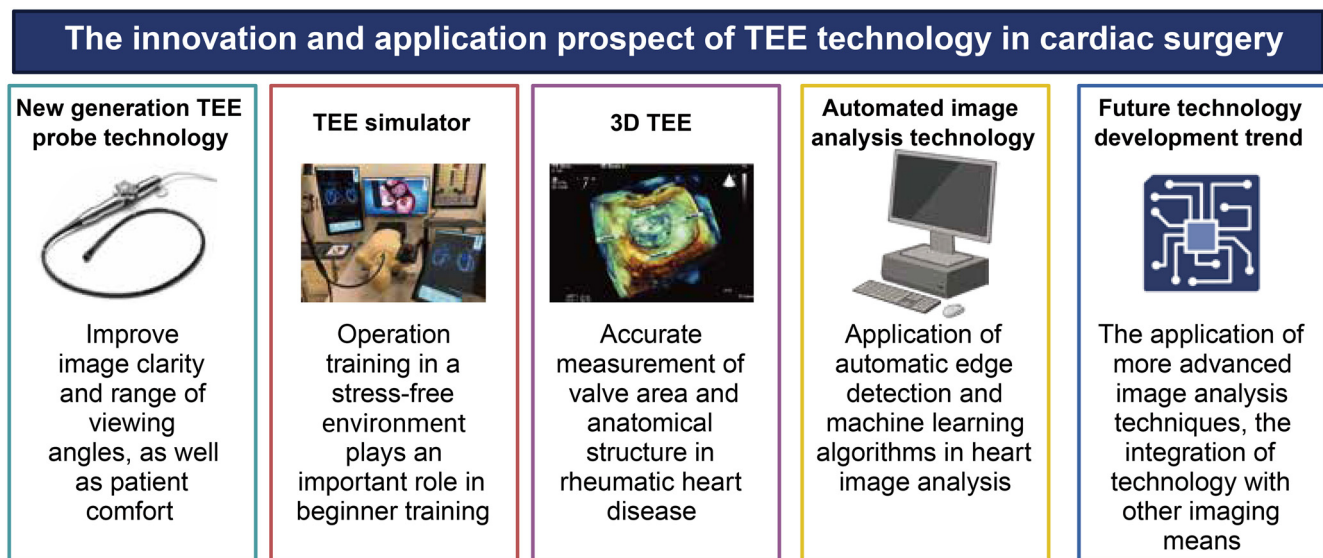 The innovation and application prospect of TEE technology in cardiac surgery
New generation TEE
probe technology
Improve
image clarity
and range of
viewing
angles, as well
as patient
comfort
TEE simulator
Operation
training in a
stress-free
environment
plays an
important role in
beginner training
3D TEE
Accurate
measurement of
valve area and
anatomical
structure in
rheumatic heart
disease
Automated image
analysis technology
Application of
automatic edge
detection and
machine learning
algorithms in heart
image analysis
Future technology
development trend
The application of
more advanced
image analysis
techniques, the
integration of
technology with
other imaging
means